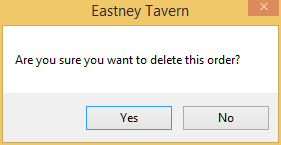 Eastney Tavern
Are you sure you want to delete this order?
Yes
No